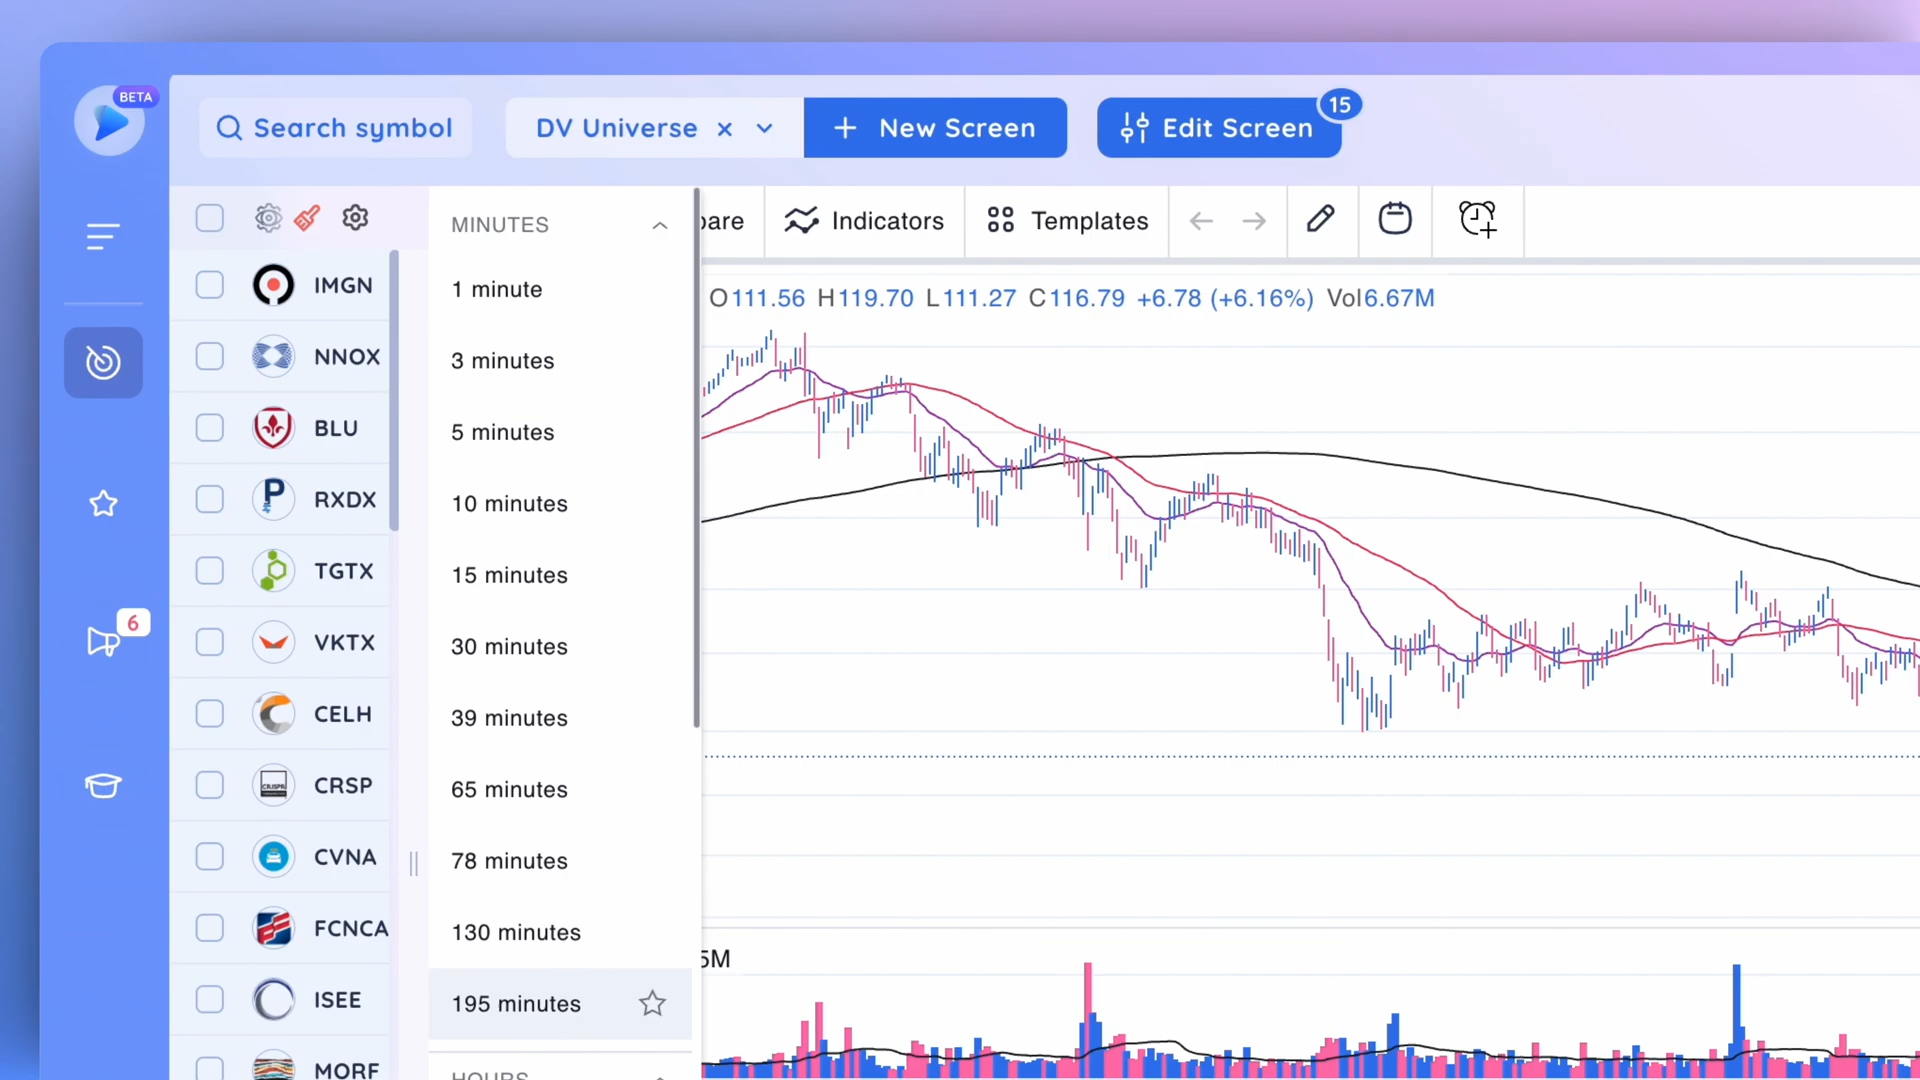 BETA
Search symbol
DV Universe
New Screen
Edit Screen
15
MINUTES
Indicators
Templates
IMGN
1 minute
O111.56 H119.70 L111.27 C116.79 +6.78 (+6.16%) Vol6.67M
NNOX
3 minutes
BLU
5 minutes
RXDX
10 minutes
TGTX
15 minutes
6
VKTX
30 minutes
CELH
39 minutes
CRSP
65 minutes
CVNA
78 minutes
FCNCA
130 minutes
5M
ISEE
195 minutes
MORF
HOURS